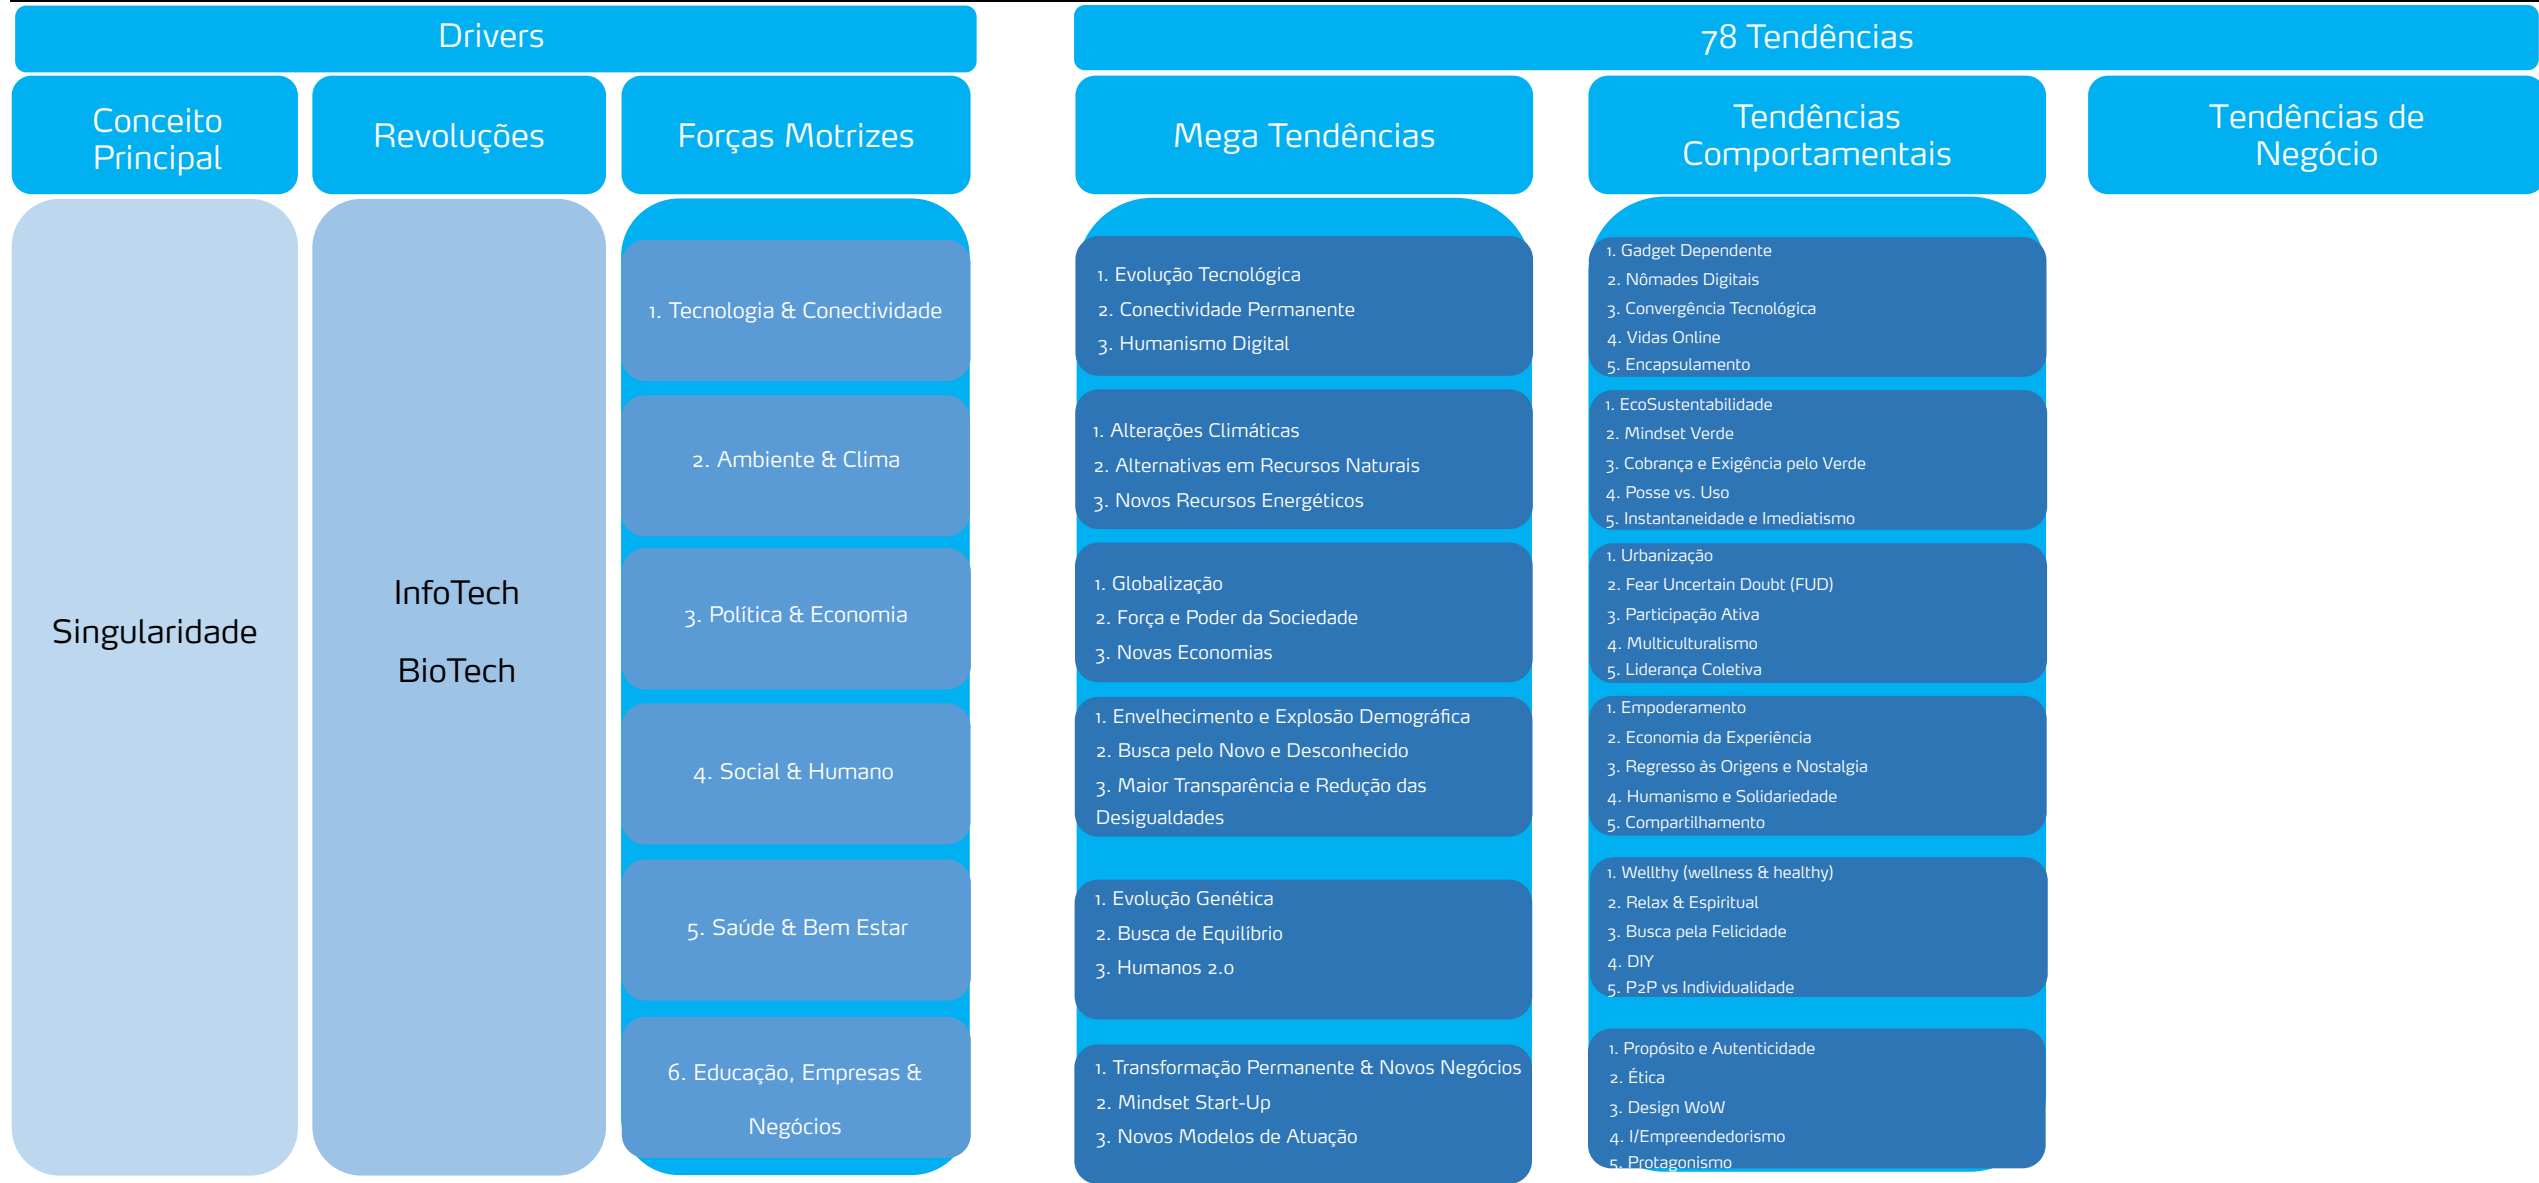 Drivers
78 Tendências
Conceito
Principal
Revoluções
Forças Motrizes
Mega Tendências
Tendências
Comportamentais
Tendências de
Negócio
Singularidade
InfoTech
BioTech
1. Tecnologia & Conectividade
2. Ambiente & Clima
3. Política & Economia
4. Social & Humano
5. Saúde & Bem Estar
6. Educação, Empresas &
Negócios
1. Evolução Tecnológica
2. Conectividade Permanente
3. Humanismo Digital
1. Alterações Climáticas
2. Alternativas em Recursos Naturais
3. Novos Recursos Energéticos
1. Globalização
2. Força e Poder da Sociedade
3. Novas Economias
1. Envelhecimento e Explosão Demográfica
2. Busca pelo Novo e Desconhecido
3. Maior Transparência e Redução das
Desigualdades
1. Evolução Genética
2. Busca de Equilíbrio
3. Humanos 2.0
1. Transformação Permanente & Novos Negócios
2. Mindset Start-Up
3. Novos Modelos de Atuação
1. Gadget Dependente
2. Nômades Digitais
3. Convergência Tecnológica
4. Vidas Online
5. Encapsulamento
1. EcoSustentabilidade
2. Mindset Verde
3. Cobrança e Exigência pelo Verde
4. Posse vs. Uso
5. Instantaneidade e Imediatismo
1. Urbanização
2. Fear Uncertain Doubt (FUD)
3. Participação Ativa
4. Multiculturalismo
5. Liderança Coletiva
1. Empoderamento
2. Economia da Experiência
3. Regresso às Origens e Nostalgia
4. Humanismo e Solidariedade
5. Compartilhamento
1. Wellthy (wellness & healthy)
2. Relax & Espiritual
3. Busca pela Felicidade
4. DIY
5. P2P vs Individualidade
1. Propósito e Autenticidade
2. Ética
3. Design WoW
4. I/Empreendedorismo
5. Protagonismo